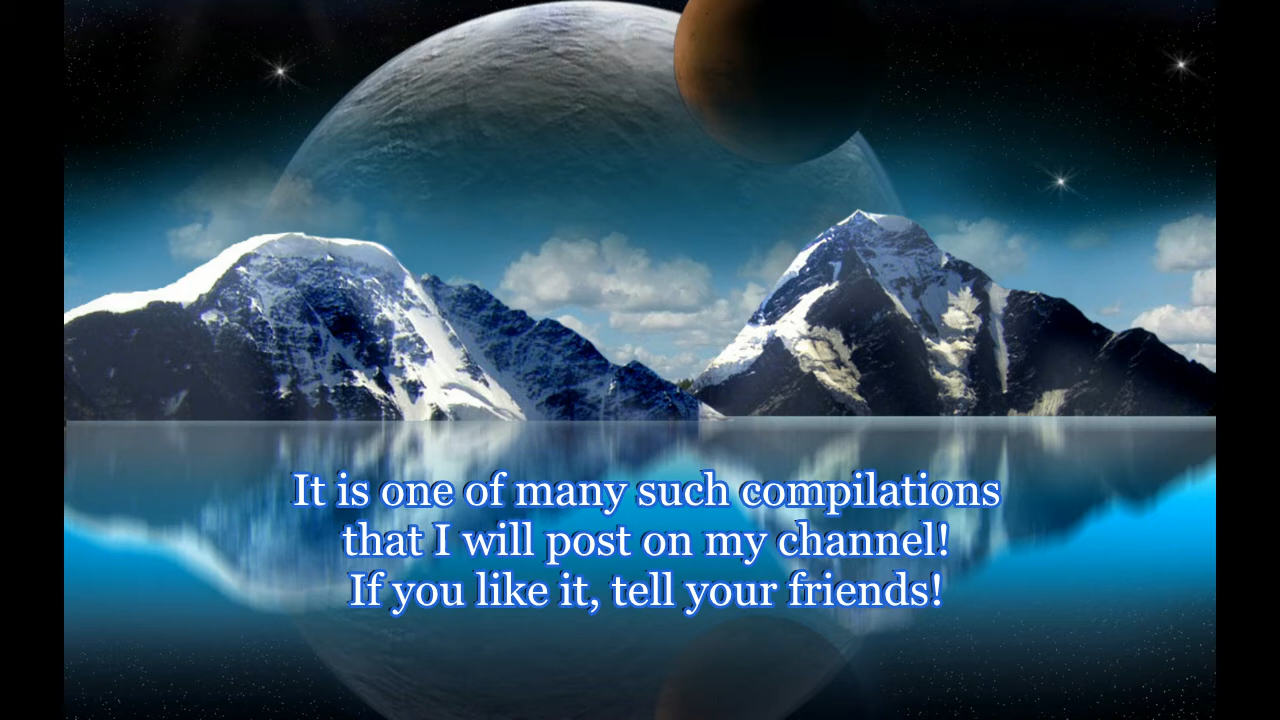 It is one of many such compilations
that I will post on my channel!
If you like it, tell your friends!